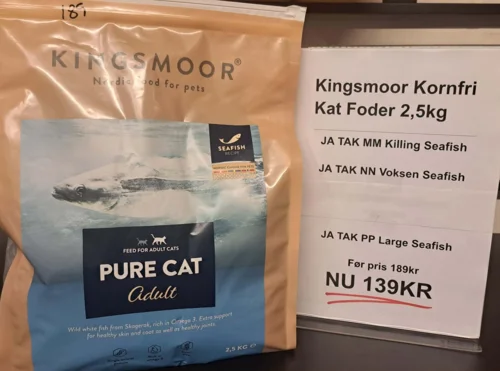 189
KINGSMOOR®
Nordic food for pets
SEAFISH
RECIPE
FEED FOR ADULT CATS
PURE CAT
adult
Wild white fish from Skagerak, rich in Omega 3. Extra support
for healthy skin and coat as well as healthy joints.
2,5 KG e
Kingsmoor Kornfri
Kat Foder 2,5kg
JA TAK MM Killing Seafish
JA TAK NN Voksen Seafish
JA TAK PP Large Seafish
Før pris 189kr
NU 139KR